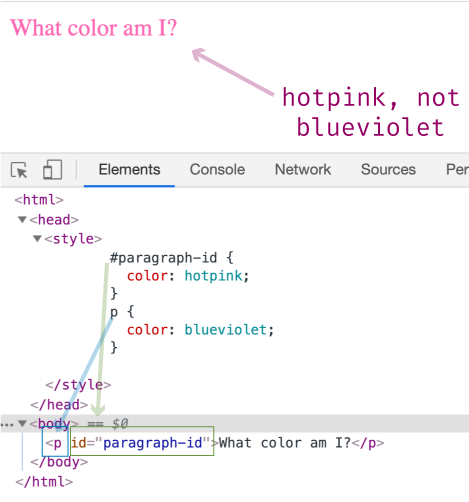 What color am I?
hotpink, not
blueviolet
Elements Console Network Sources Per
<html>
▼<head>
▼<style>
#paragraph-id {
color: hotpink;
}
p {
color: blueviolet;
}
</style>
</head>
…▼<body> == $0
<p id="paragraph-id">What color am I?</p>
</body>
</html>